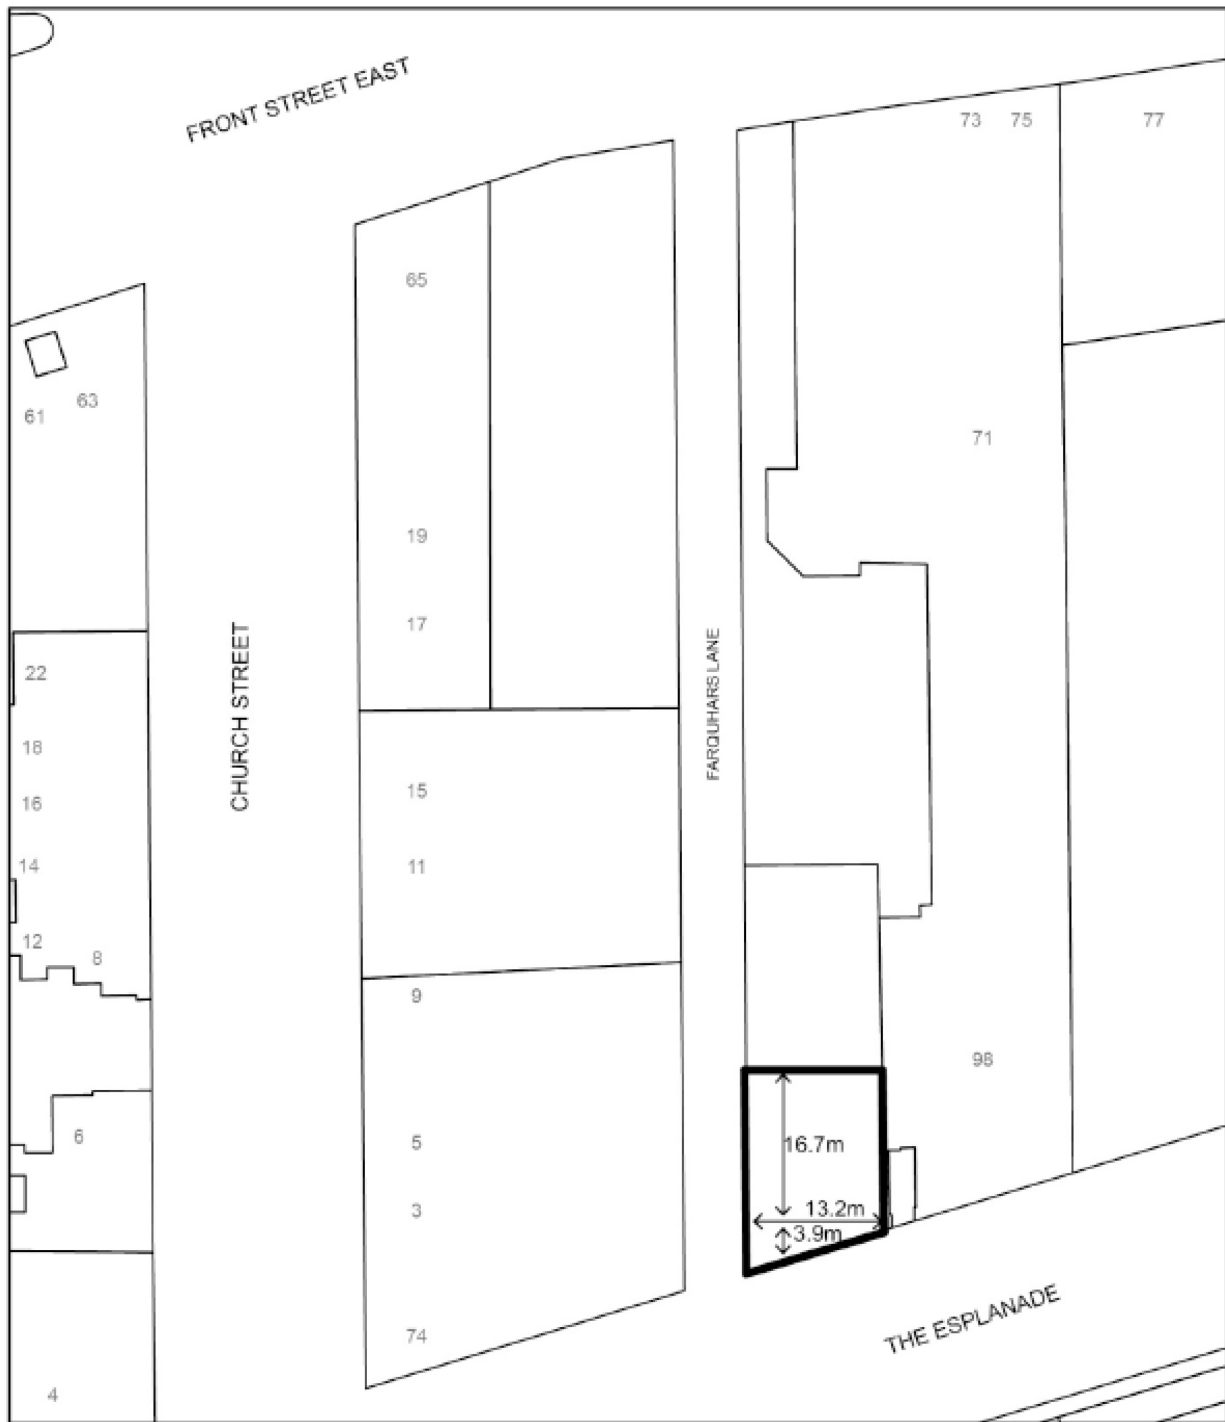 FRONT STREET EAST
73 75 77
65
63
61
71
19
17
CHURCH STREET
FARQUHARS LANE
22
18
16
14
12
8
15
11
9
98
6
5
3
16.7m
13.2m
3.9m
THE ESPLANADE
74
4